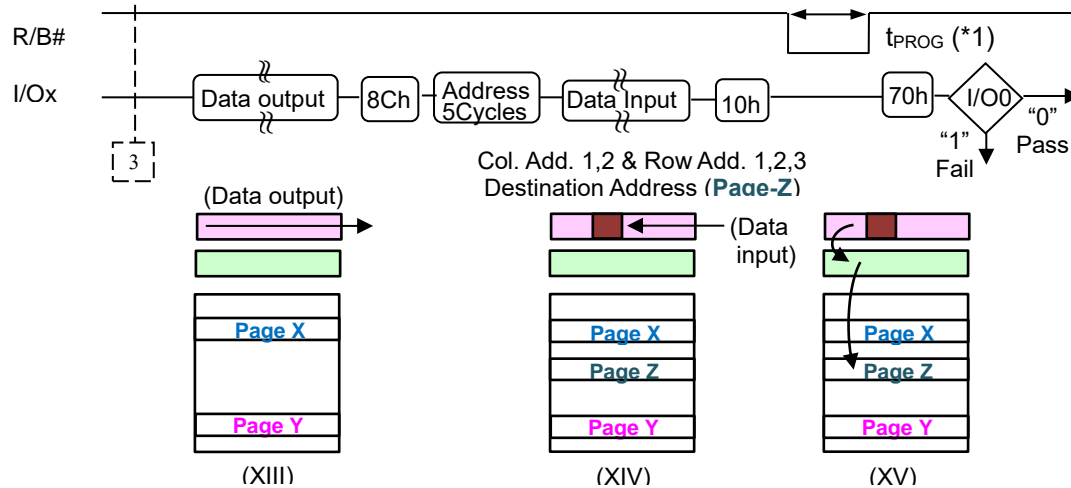 R/B#
tPROG (*1)
I/Ox
Data output
8Ch
Address
5Cycles
Data Input
10h
70h
I/O0
"0"
Pass
"1"
Fail
3
Col. Add. 1,2 & Row Add. 1,2,3
Destination Address (Page-Z)
(Data output)
(Data
input)
Page X
Page Y
Page X
Page Z
Page Y
Page X
Page Z
Page Y
(XIII)
(XIV)
(XV)